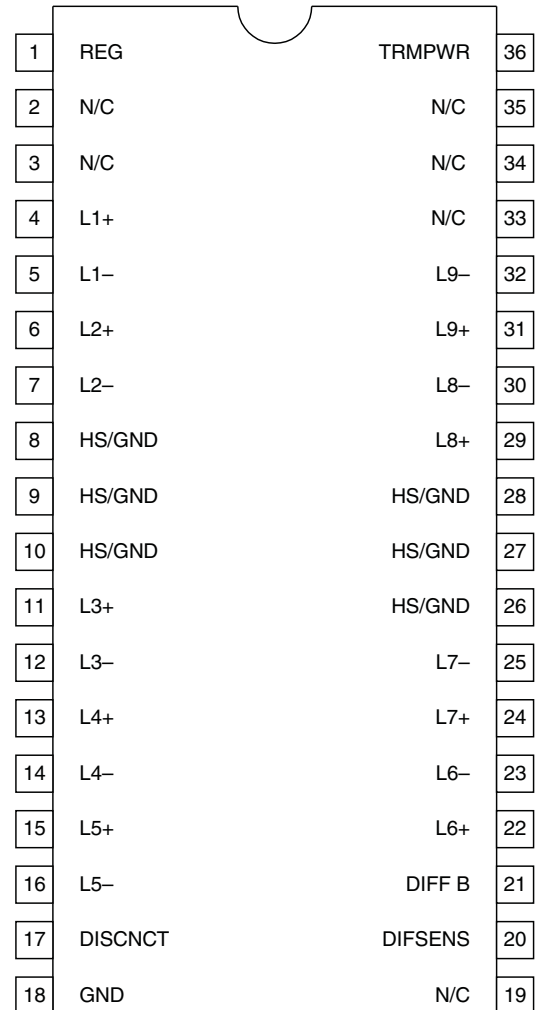 1 REG TRMPWR 36
2 N/C N/C 35
3 N/C N/C 34
4 L1+ N/C 33
5 L1– L9– 32
6 L2+ L9+ 31
7 L2– L8– 30
8 HS/GND L8+ 29
9 HS/GND HS/GND 28
10 HS/GND HS/GND 27
11 L3+ HS/GND 26
12 L3– L7– 25
13 L4+ L7+ 24
14 L4– L6– 23
15 L5+ L6+ 22
16 L5– DIFF B 21
17 DISCNCT DIFSENS 20
18 GND N/C 19